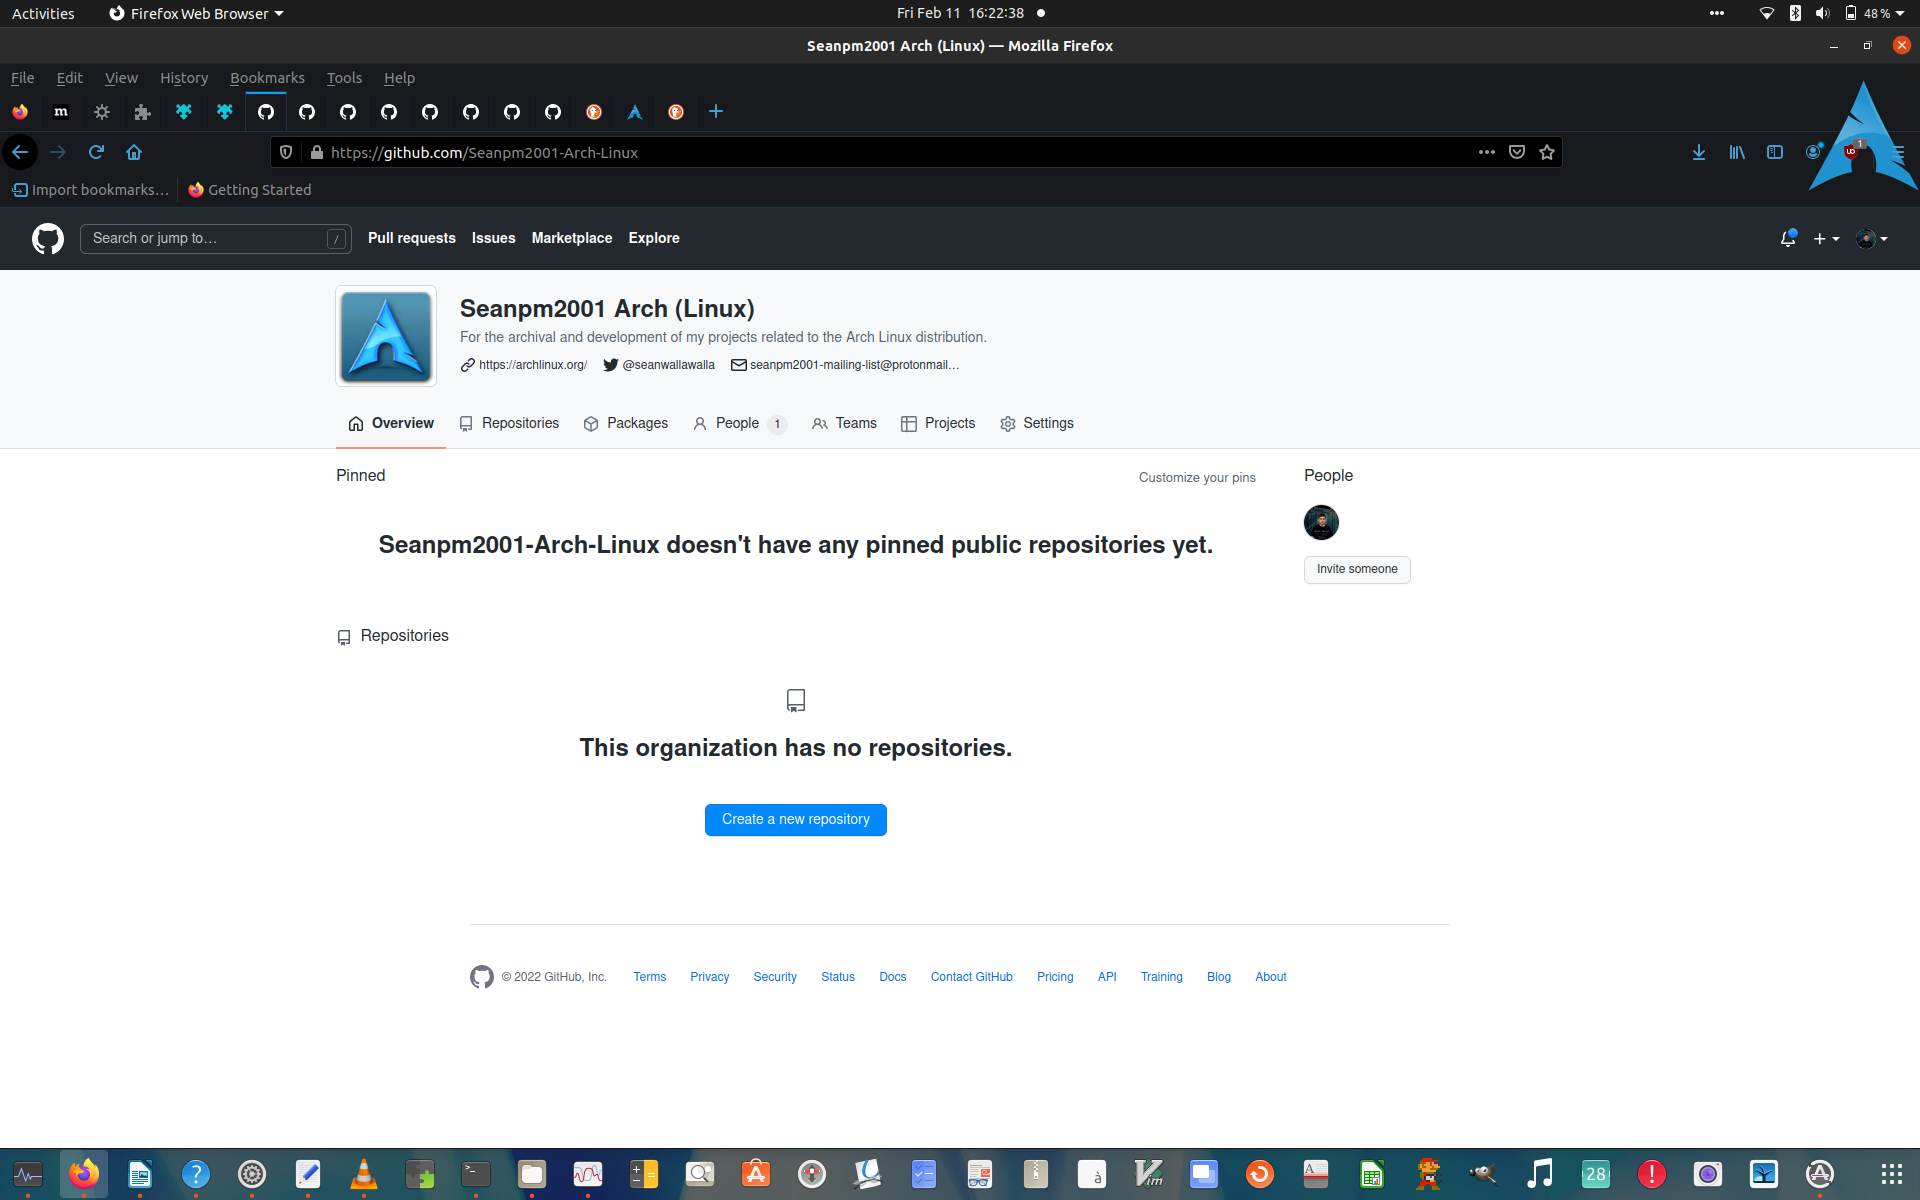 Activities Firefox Web Browser Fri Feb 11 16:22:38 48 %
Seanpm2001 Arch (Linux) — Mozilla Firefox
File Edit View History Bookmarks Tools Help
m
https://github.com/Seanpm2001-Arch-Linux 1
Import bookmarks… Getting Started
Search or jump to… / Pull requests Issues Marketplace Explore
Seanpm2001 Arch (Linux)
For the archival and development of my projects related to the Arch Linux distribution.
https://archlinux.org/ @seanwallawalla seanpm2001-mailing-list@protonmail…
Overview Repositories Packages People 1 Teams Projects Settings
Pinned Customize your pins People
Seanpm2001-Arch-Linux doesn't have any pinned public repositories yet.
Invite someone
Repositories
This organization has no repositories.
Create a new repository
© 2022 GitHub, Inc. Terms Privacy Security Status Docs Contact GitHub Pricing API Training Blog About
? à Vim 28 !